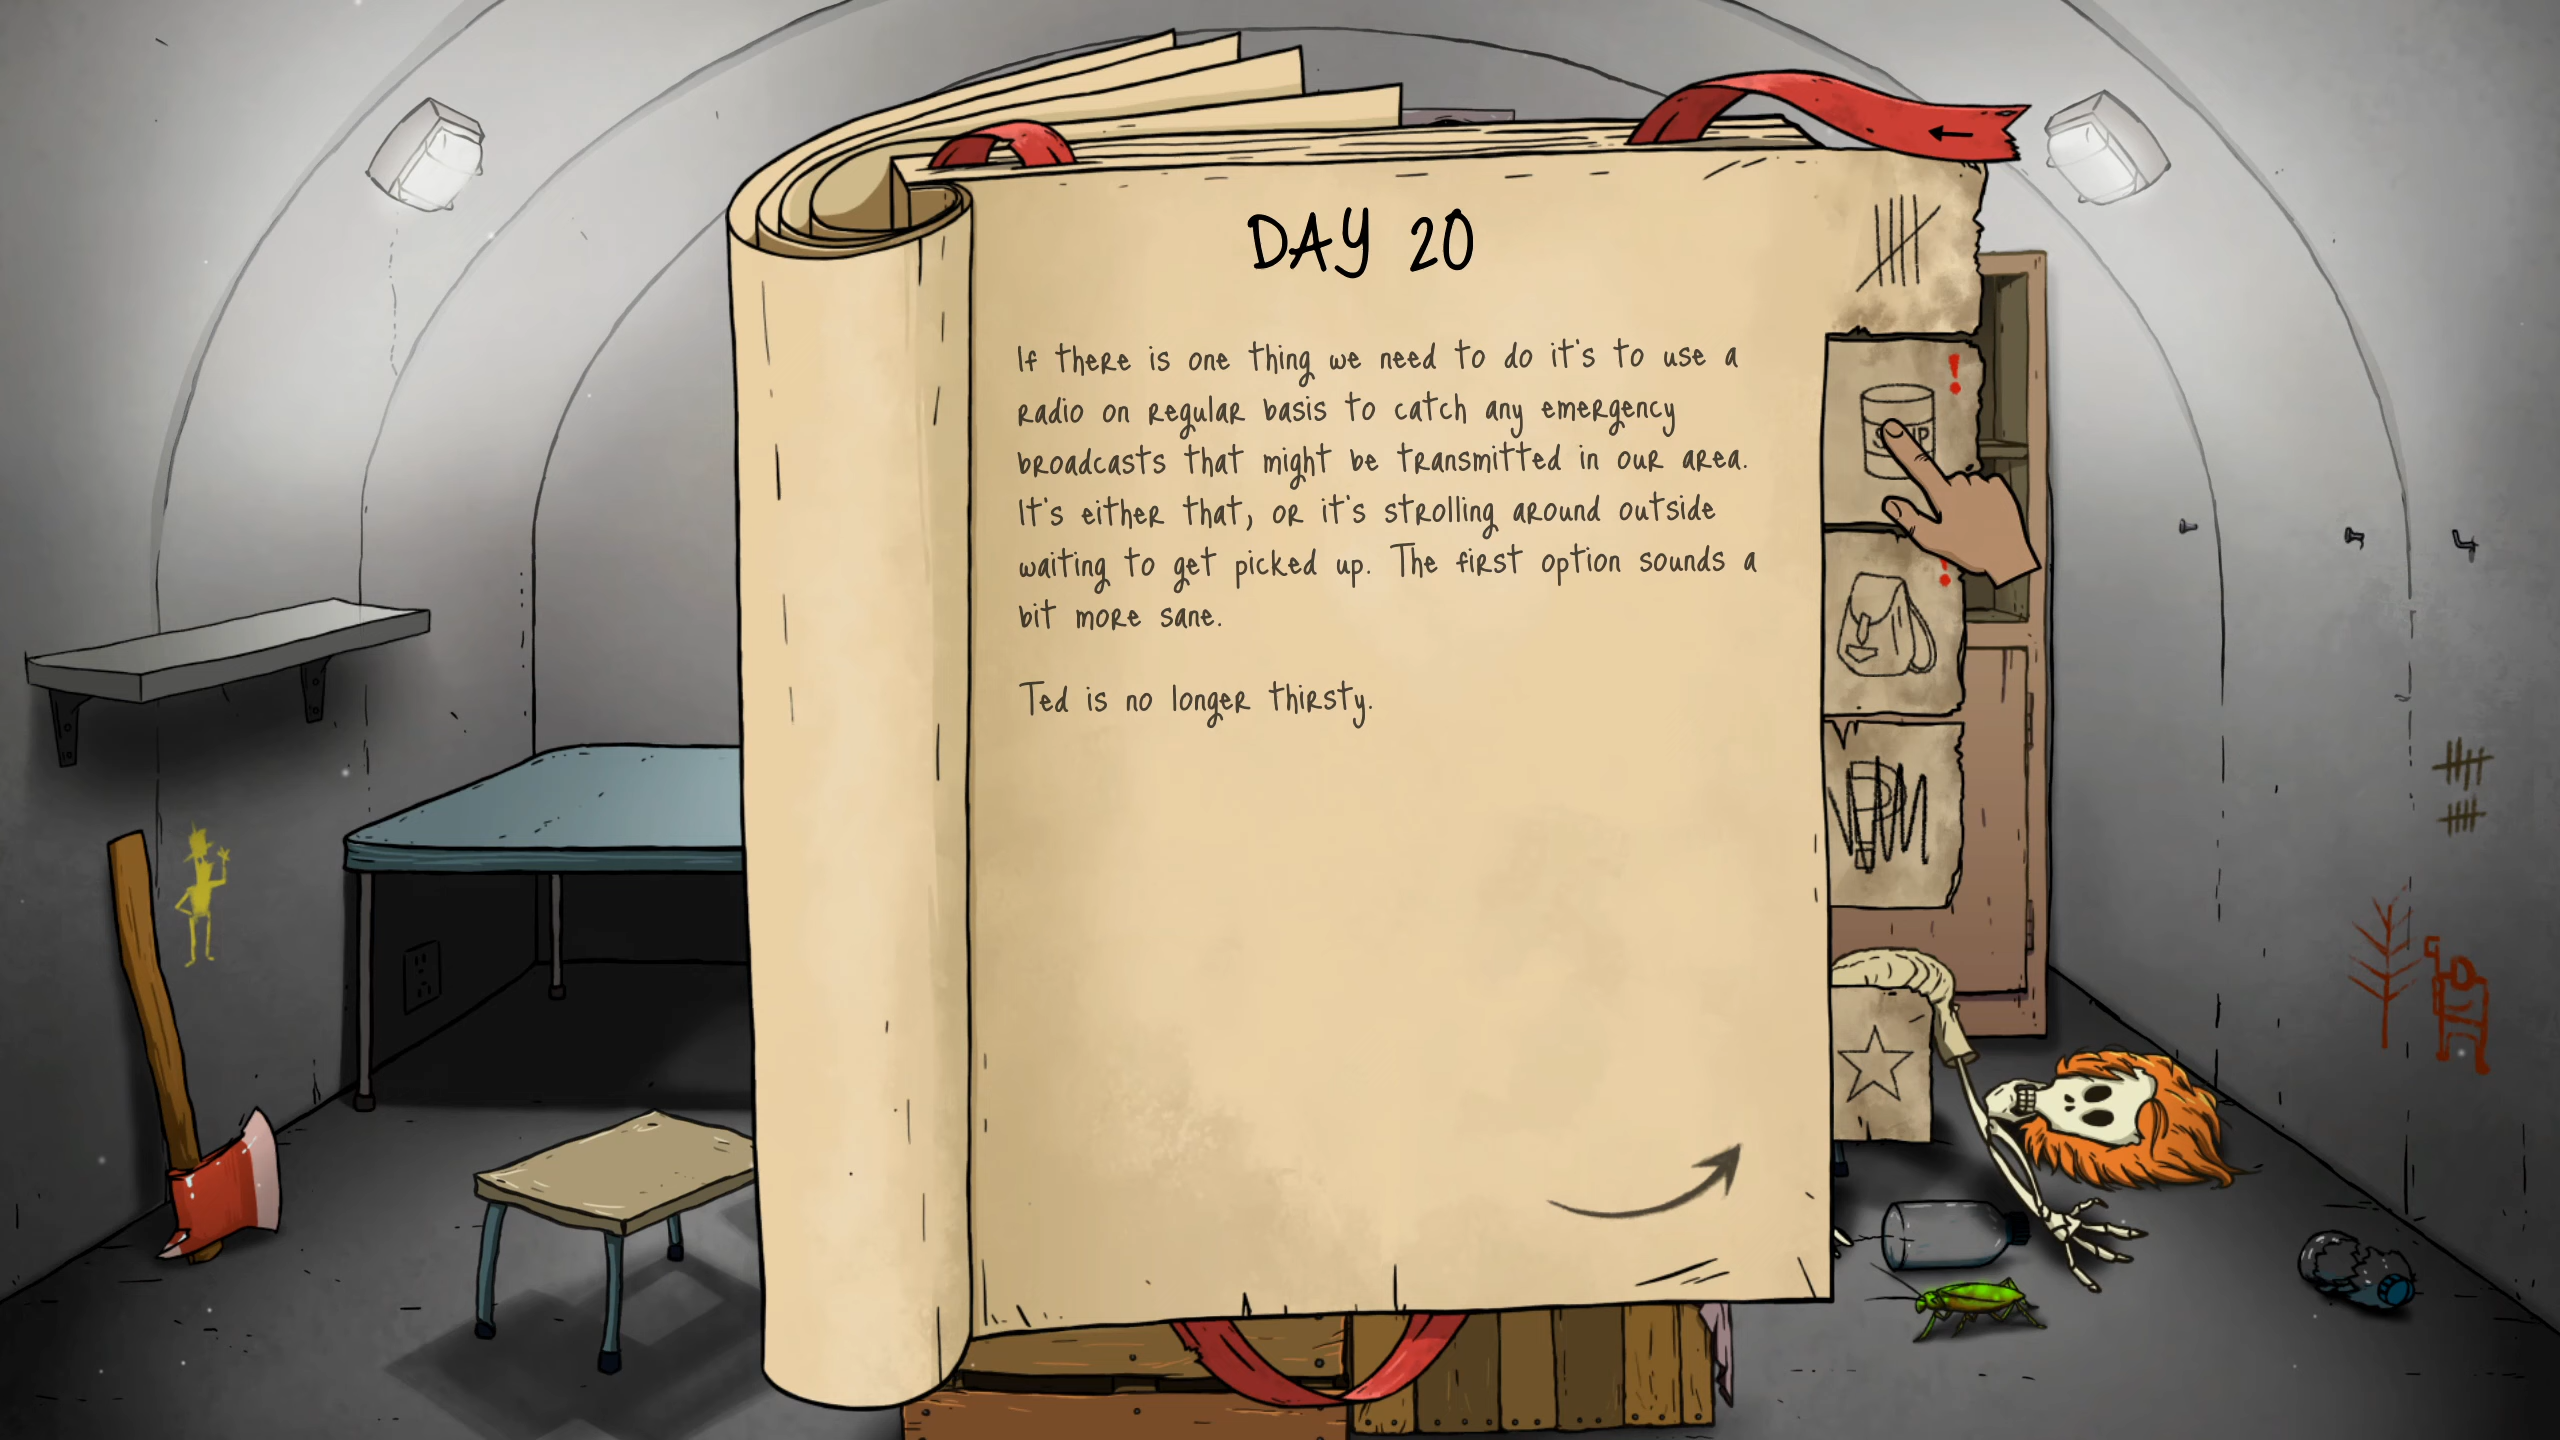 DAY 20
If there is one thing we need to do it's to use a
radio on regular basis to catch any emergency
broadcasts that might be transmitted in our area.
It's either that, or it's strolling around outside
waiting to get picked up. The first option sounds a
bit more sane.
Ted is no longer thirsty.